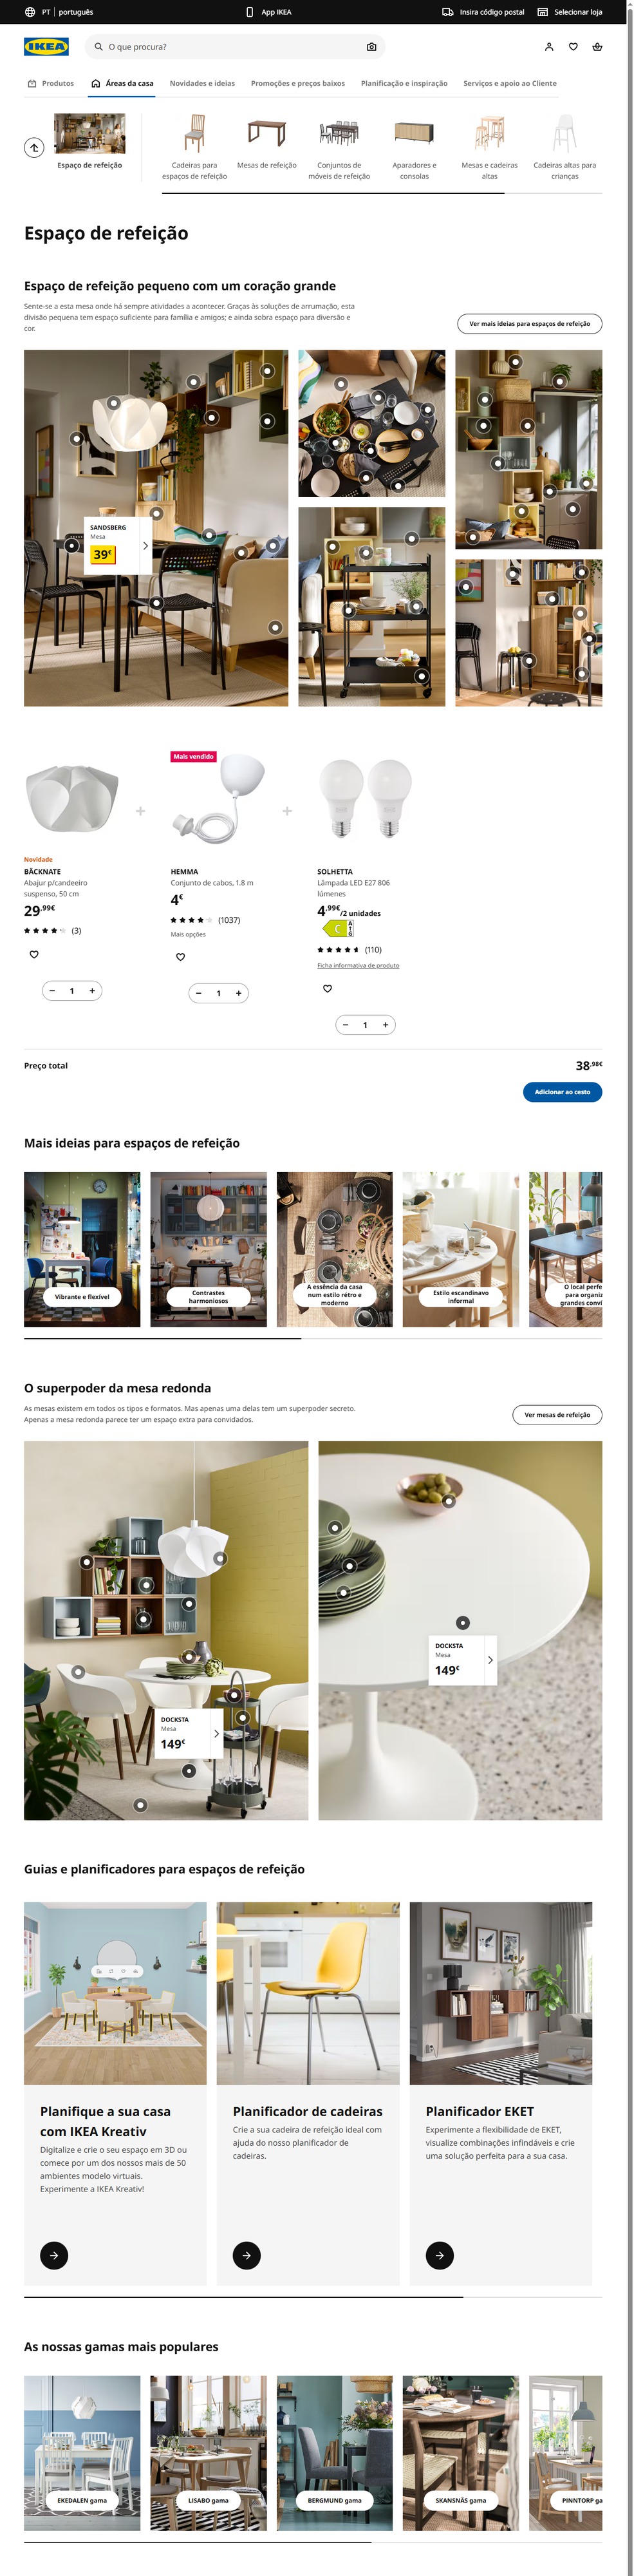 PT | português
App IKEA
Insira código postal
Selecionar loja
IKEA
O que procura?
Produtos
Áreas da casa
Novidades e ideias
Promoções e preços baixos
Planificação e inspiração
Serviços e apoio ao Cliente
Espaço de refeição
Cadeiras para
espaços de refeição
Mesas de refeição
Conjuntos de
móveis de refeição
Aparadores e
consolas
Mesas e cadeiras
altas
Cadeiras altas para
crianças
Espaço de refeição
Espaço de refeição pequeno com um coração grande
Sente-se a esta mesa onde há sempre atividades a acontecer. Graças às soluções de arrumação, esta
divisão pequena tem espaço suficiente para família e amigos; e ainda sobra espaço para diversão e
cor.
Ver mais ideias para espaços de refeição
SANDSBERG
Mesa
39€
Mais vendido
Novidade
BÄCKNATE
Abajur p/candeeiro
suspenso, 50 cm
29,99€
(3)
HEMMA
Conjunto de cabos, 1.8 m
4€
(1037)
Mais opções
SOLHETTA
Lâmpada LED E27 806
lúmenes
4,99€/2 unidades
C
A
G
(110)
Ficha informativa de produto
− 1 +
− 1 +
− 1 +
Preço total
38,98€
Adicionar ao cesto
Mais ideias para espaços de refeição
Vibrante e flexível
Contrastes
harmoniosos
A essência da casa
num estilo rétro e
moderno
Estilo escandinavo
informal
O local perfe
para organiz
grandes conví
O superpoder da mesa redonda
As mesas existem em todos os tipos e formatos. Mas apenas uma delas tem um superpoder secreto.
Apenas a mesa redonda parece ter um espaço extra para convidados.
Ver mesas de refeição
DOCKSTA
Mesa
149€
DOCKSTA
Mesa
149€
Guias e planificadores para espaços de refeição
Planifique a sua casa
com IKEA Kreativ
Digitalize e crie o seu espaço em 3D ou
comece por um dos nossos mais de 50
ambientes modelo virtuais.
Experimente a IKEA Kreativ!
Planificador de cadeiras
Crie a sua cadeira de refeição ideal com
ajuda do nosso planificador de
cadeiras.
Planificador EKET
Experimente a flexibilidade de EKET,
visualize combinações infindáveis e crie
uma solução perfeita para a sua casa.
As nossas gamas mais populares
EKEDALEN gama
LISABO gama
BERGMUND gama
SKANSNÄS gama
PINNTORP ga